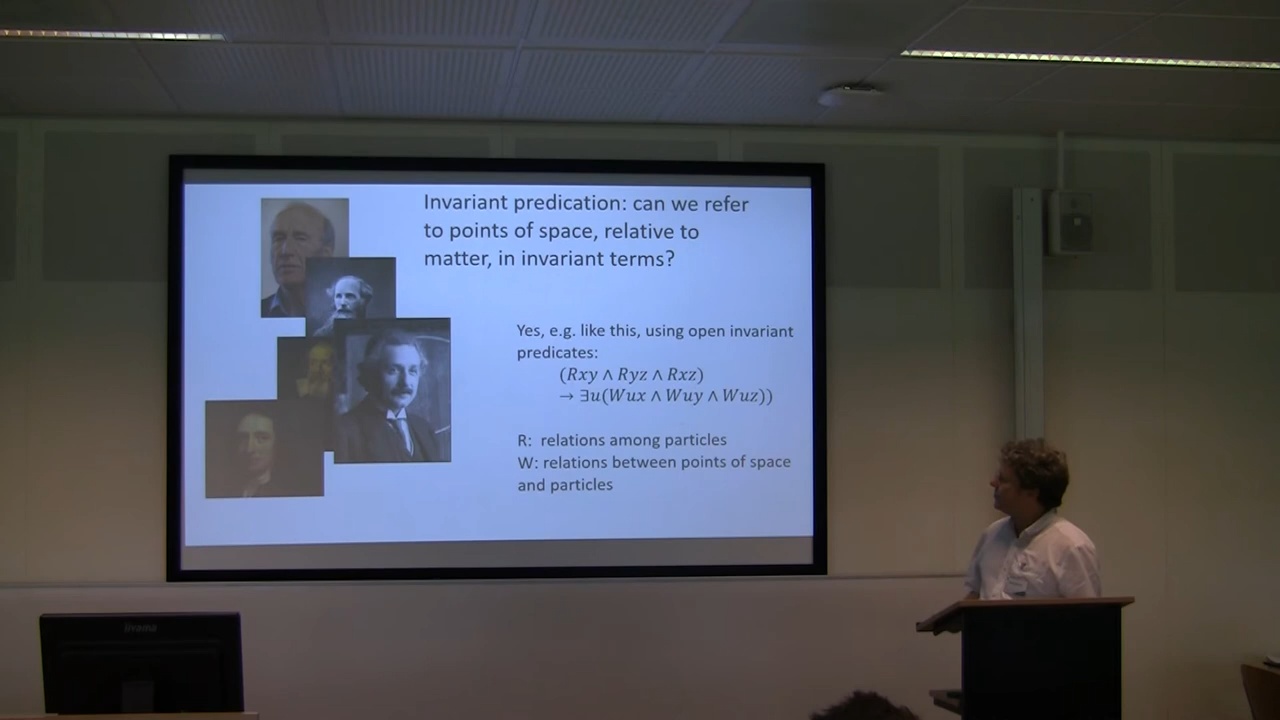 Invariant predication: can we refer
to points of space, relative to
matter, in invariant terms?
Yes, e.g. like this, using open invariant
predicates:
(Rxy ∧ Ryz ∧ Rxz)
→ ∃u(Wux ∧ Wuy ∧ Wuz))
R: relations among particles
W: relations between points of space
and particles
iiyama